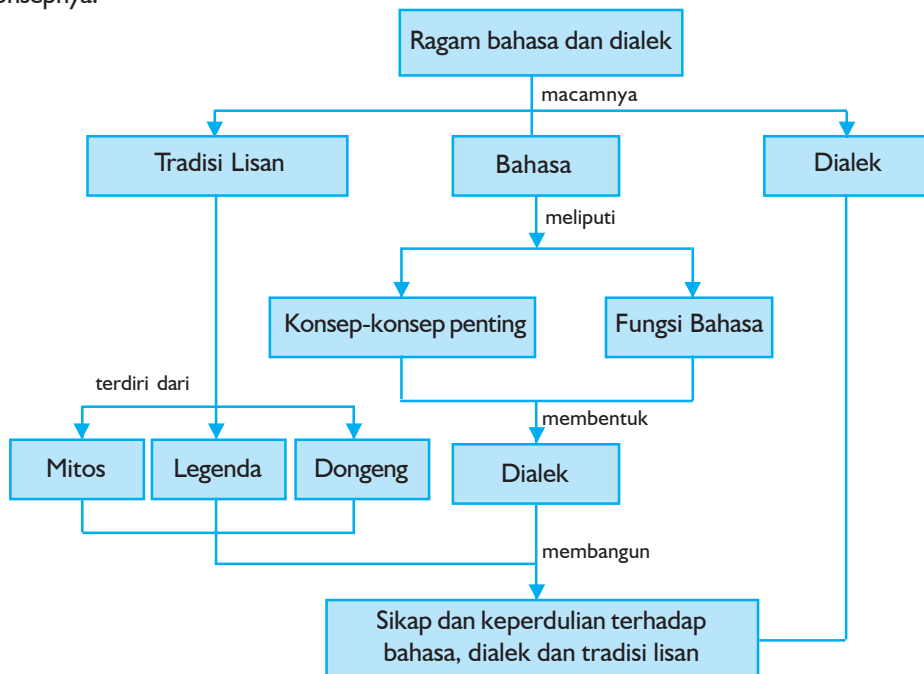 onsepnya.
Ragam bahasa dan dialek
macamnya
Tradisi Lisan
Bahasa
Dialek
meliputi
Konsep-konsep penting
Fungsi Bahasa
terdiri dari
membentuk
Mitos
Legenda
Dongeng
Dialek
membangun
Sikap dan keperdulian terhadap
bahasa, dialek dan tradisi lisan